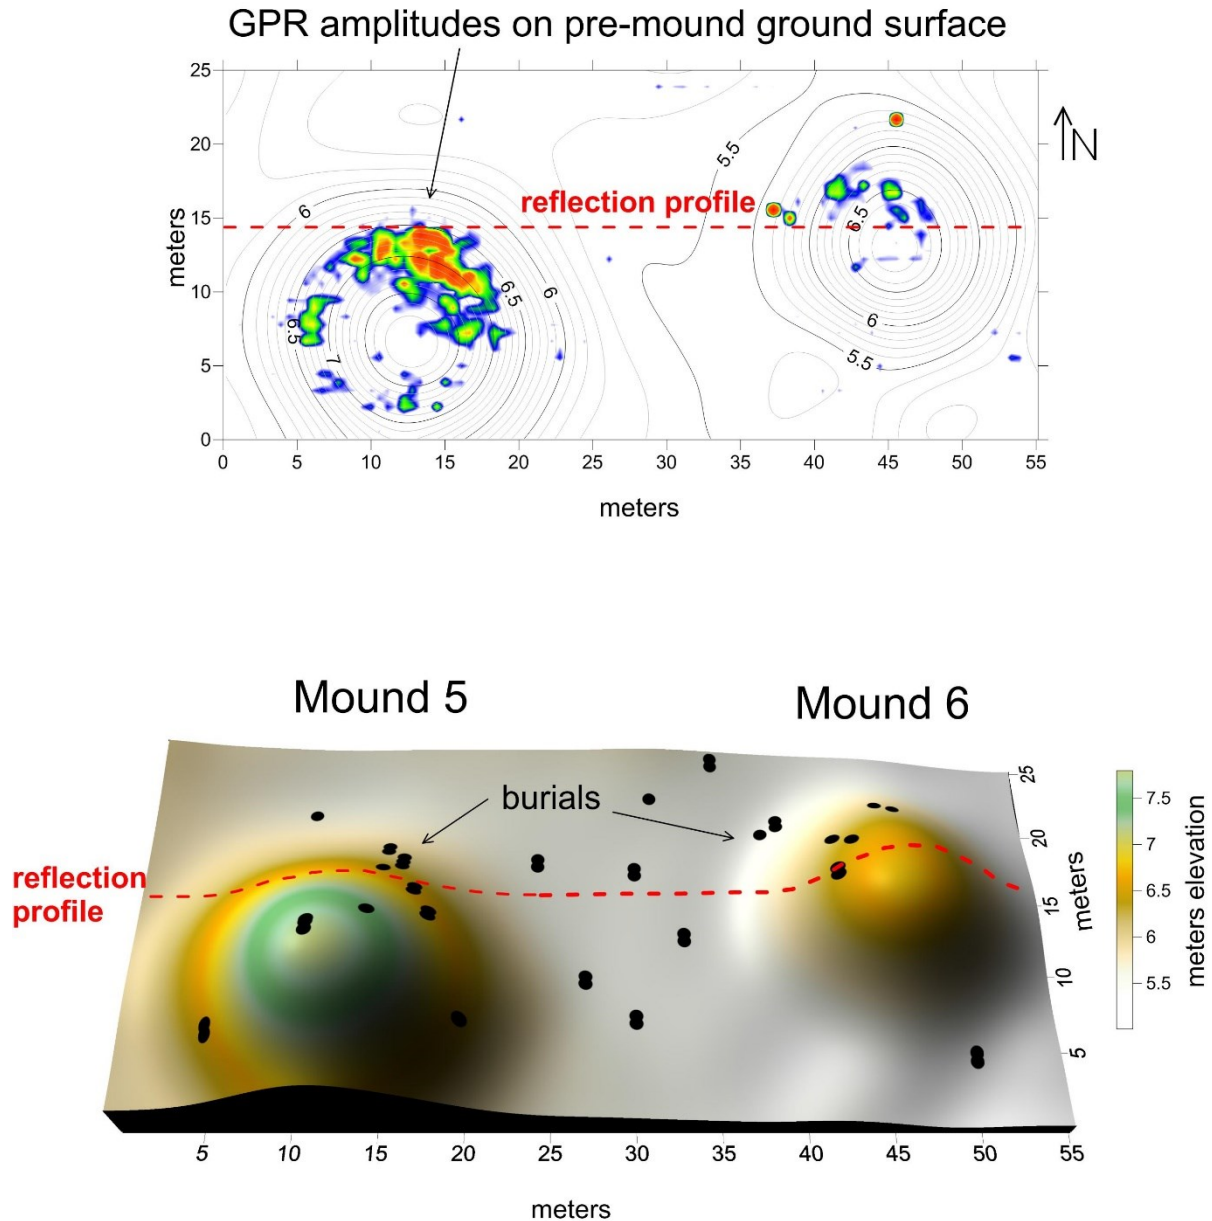 GPR amplitudes on pre-mound ground surface
25
20
15
10
5
0
meters
0 5 10 15 20 25 30 35 40 45 50 55
meters
6
6.5
7
6.5
6
5.5
6.5
6
5.5
reflection profile
N
Mound 5
Mound 6
burials
reflection
profile
25
20
15
10
5
meters
7.5
7
6.5
6
5.5
meters elevation
5 10 15 20 25 30 35 40 45 50 55
meters